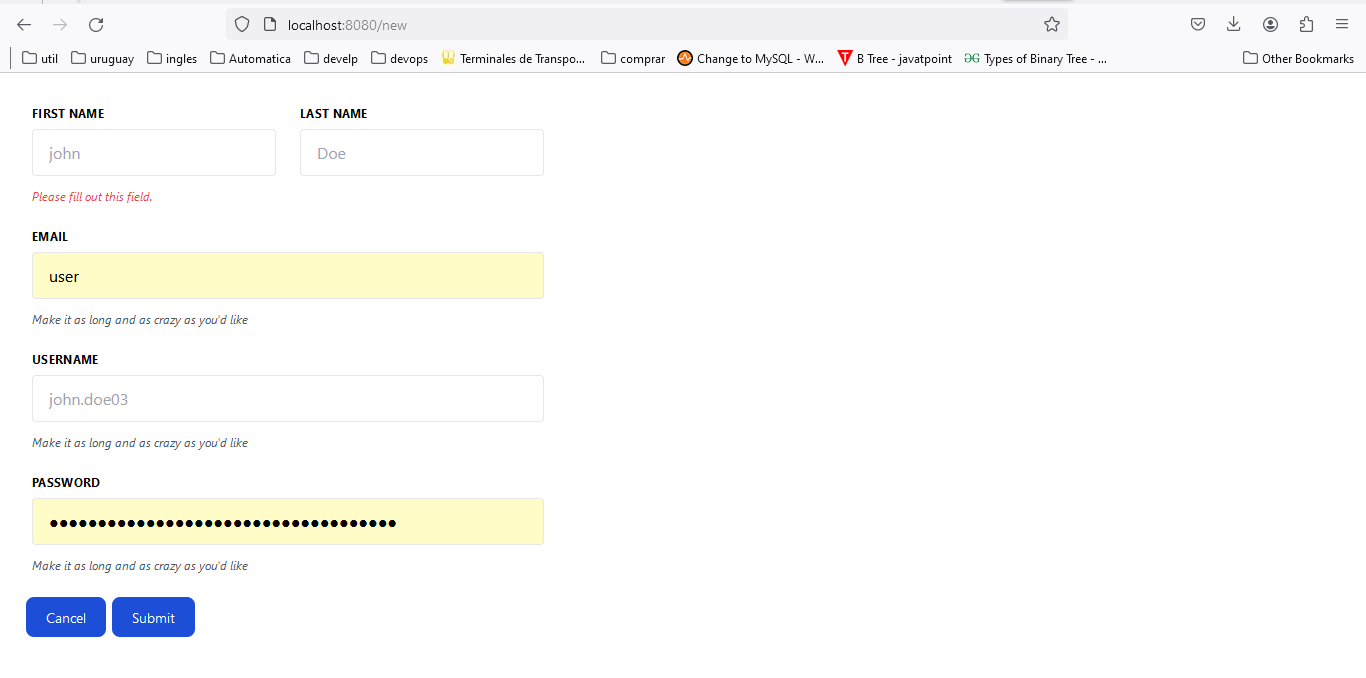 localhost:8080/new
util uruguay ingles Automatica develp devops Terminales de Transpo... comprar Change to MySQL - W... B Tree - javatpoint Types of Binary Tree - ... Other Bookmarks
FIRST NAME LAST NAME
john Doe
Please fill out this field.
EMAIL
user
Make it as long and as crazy as you'd like
USERNAME
john.doe03
Make it as long and as crazy as you'd like
PASSWORD
●●●●●●●●●●●●●●●●●●●●●●●●●●●●●●●●●●●●
Make it as long and as crazy as you'd like
Cancel Submit